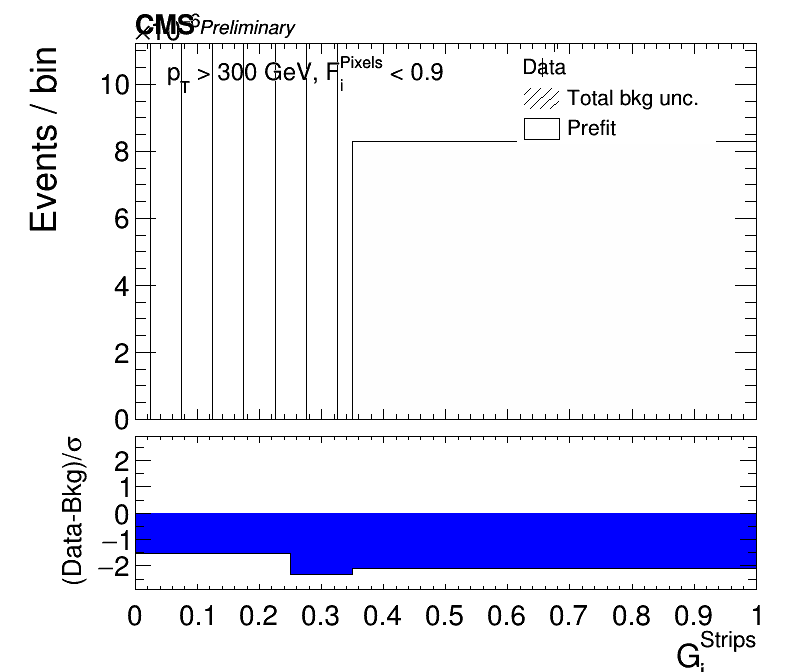 CMS Preliminary
×10⁻⁶
p_T > 300 GeV, F_i^Pixels < 0.9
Data
Total bkg unc.
Prefit
Events / bin
10
8
6
4
2
0
(Data-Bkg)/σ
2
1
0
−1
−2
0 0.1 0.2 0.3 0.4 0.5 0.6 0.7 0.8 0.9 1
G_i^Strips